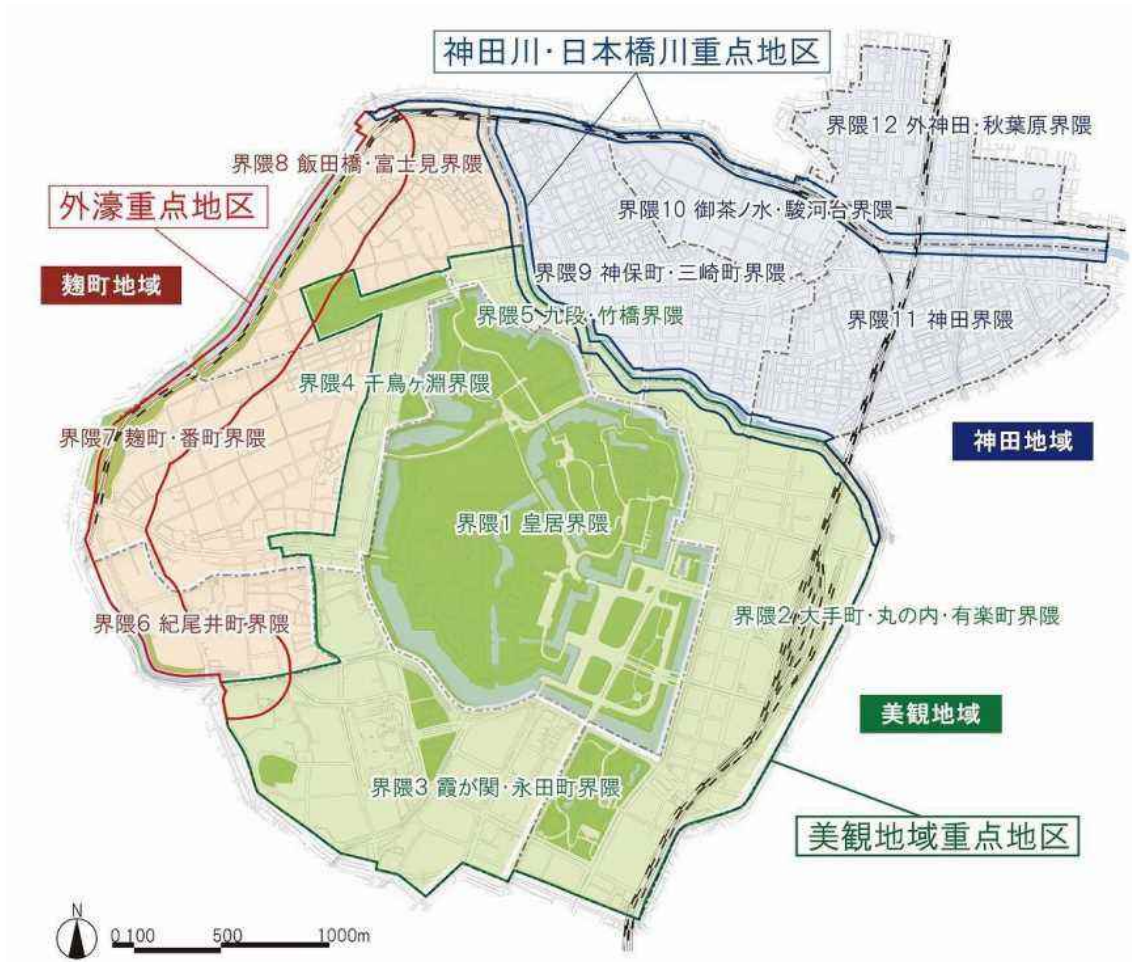 神田川・日本橋川重点地区
界隈12 外神田・秋葉原界隈
界隈8 飯田橋・富士見界隈
外濠重点地区
界隈10 御茶ノ水・駿河台界隈
麹町地域
界隈9 神保町・三崎町界隈
界隈5 九段・竹橋界隈
界隈11 神田界隈
界隈4 千鳥ヶ淵界隈
界隈7 麹町・番町界隈
神田地域
界隈1 皇居界隈
界隈6 紀尾井町界隈
界隈2 大手町・丸の内・有楽町界隈
美観地域
界隈3 霞が関・永田町界隈
美観地域重点地区
N
0 100 500 1000m